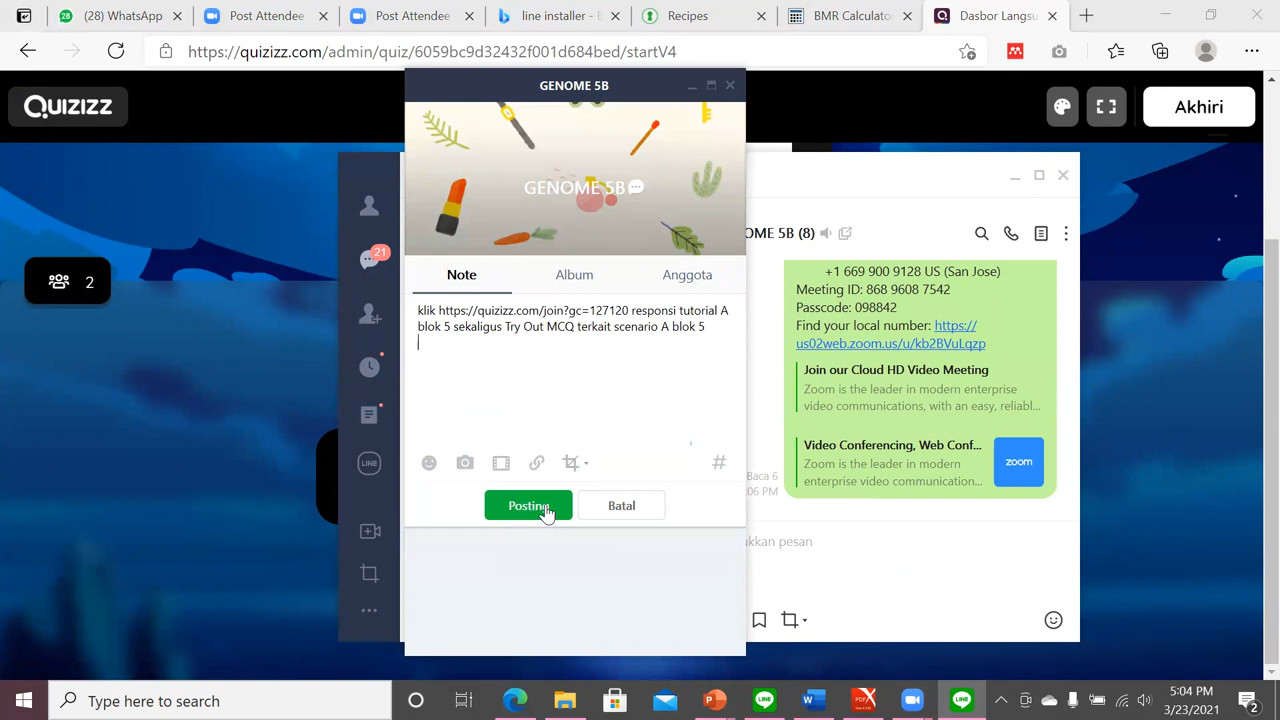 (26) WhatsApp
Post Attendee
Post Attendee
line installer - B
Recipes
BMR Calculato
Dasbor Langsu
https://quizizz.com/admin/quiz/6059bc9d32432f001d684bed/startV4
QUIZIZZ
Akhiri
2
GENOME 5B
GENOME 5B
Note
Album
Anggota
klik https://quizizz.com/join?gc=127120 responsi tutorial A
blok 5 sekaligus Try Out MCQ terkait scenario A blok 5
#
Posting
Batal
21
LINE
OME 5B (8)
+1 669 900 9128 US (San Jose)
Meeting ID: 868 9608 7542
Passcode: 098842
Find your local number: https://
us02web.zoom.us/u/kb2BVuLqzp
Join our Cloud HD Video Meeting
Zoom is the leader in modern enterprise
video communications, with an easy, reliabl...
Video Conferencing, Web Conf...
Zoom is the leader in modern
enterprise video communication...
zoom
Baca 6
:06 PM
ukkan pesan
Type here to search
5:04 PM
3/23/2021
2